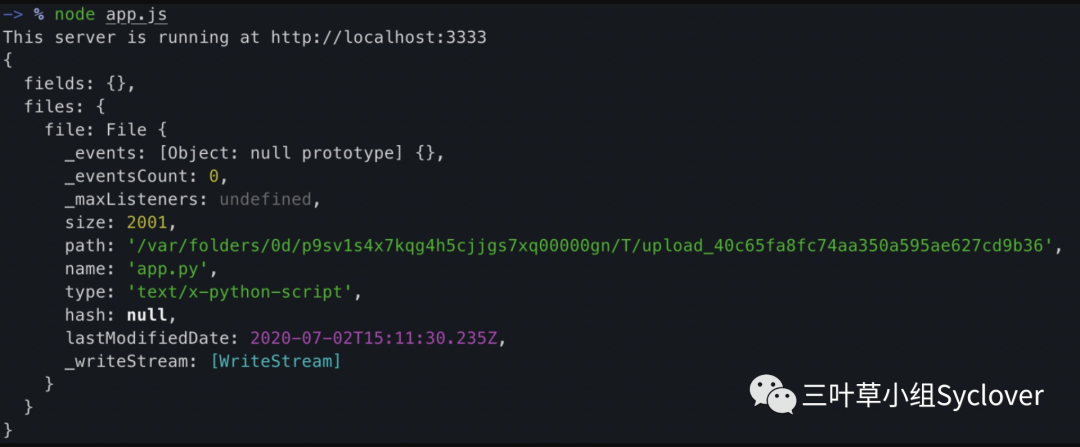 -> % node app.js
This server is running at http://localhost:3333
{
  fields: {},
  files: {
    file: File {
      _events: [Object: null prototype] {},
      _eventsCount: 0,
      _maxListeners: undefined,
      size: 2001,
      path: '/var/folders/0d/p9sv1s4x7kqg4h5cjjgs7xq00000gn/T/upload_40c65fa8fc74aa350a595ae627cd9b36',
      name: 'app.py',
      type: 'text/x-python-script',
      hash: null,
      lastModifiedDate: 2020-07-02T15:11:30.235Z,
      _writeStream: [WriteStream]
    }
  }
}
三叶草小组Syclover